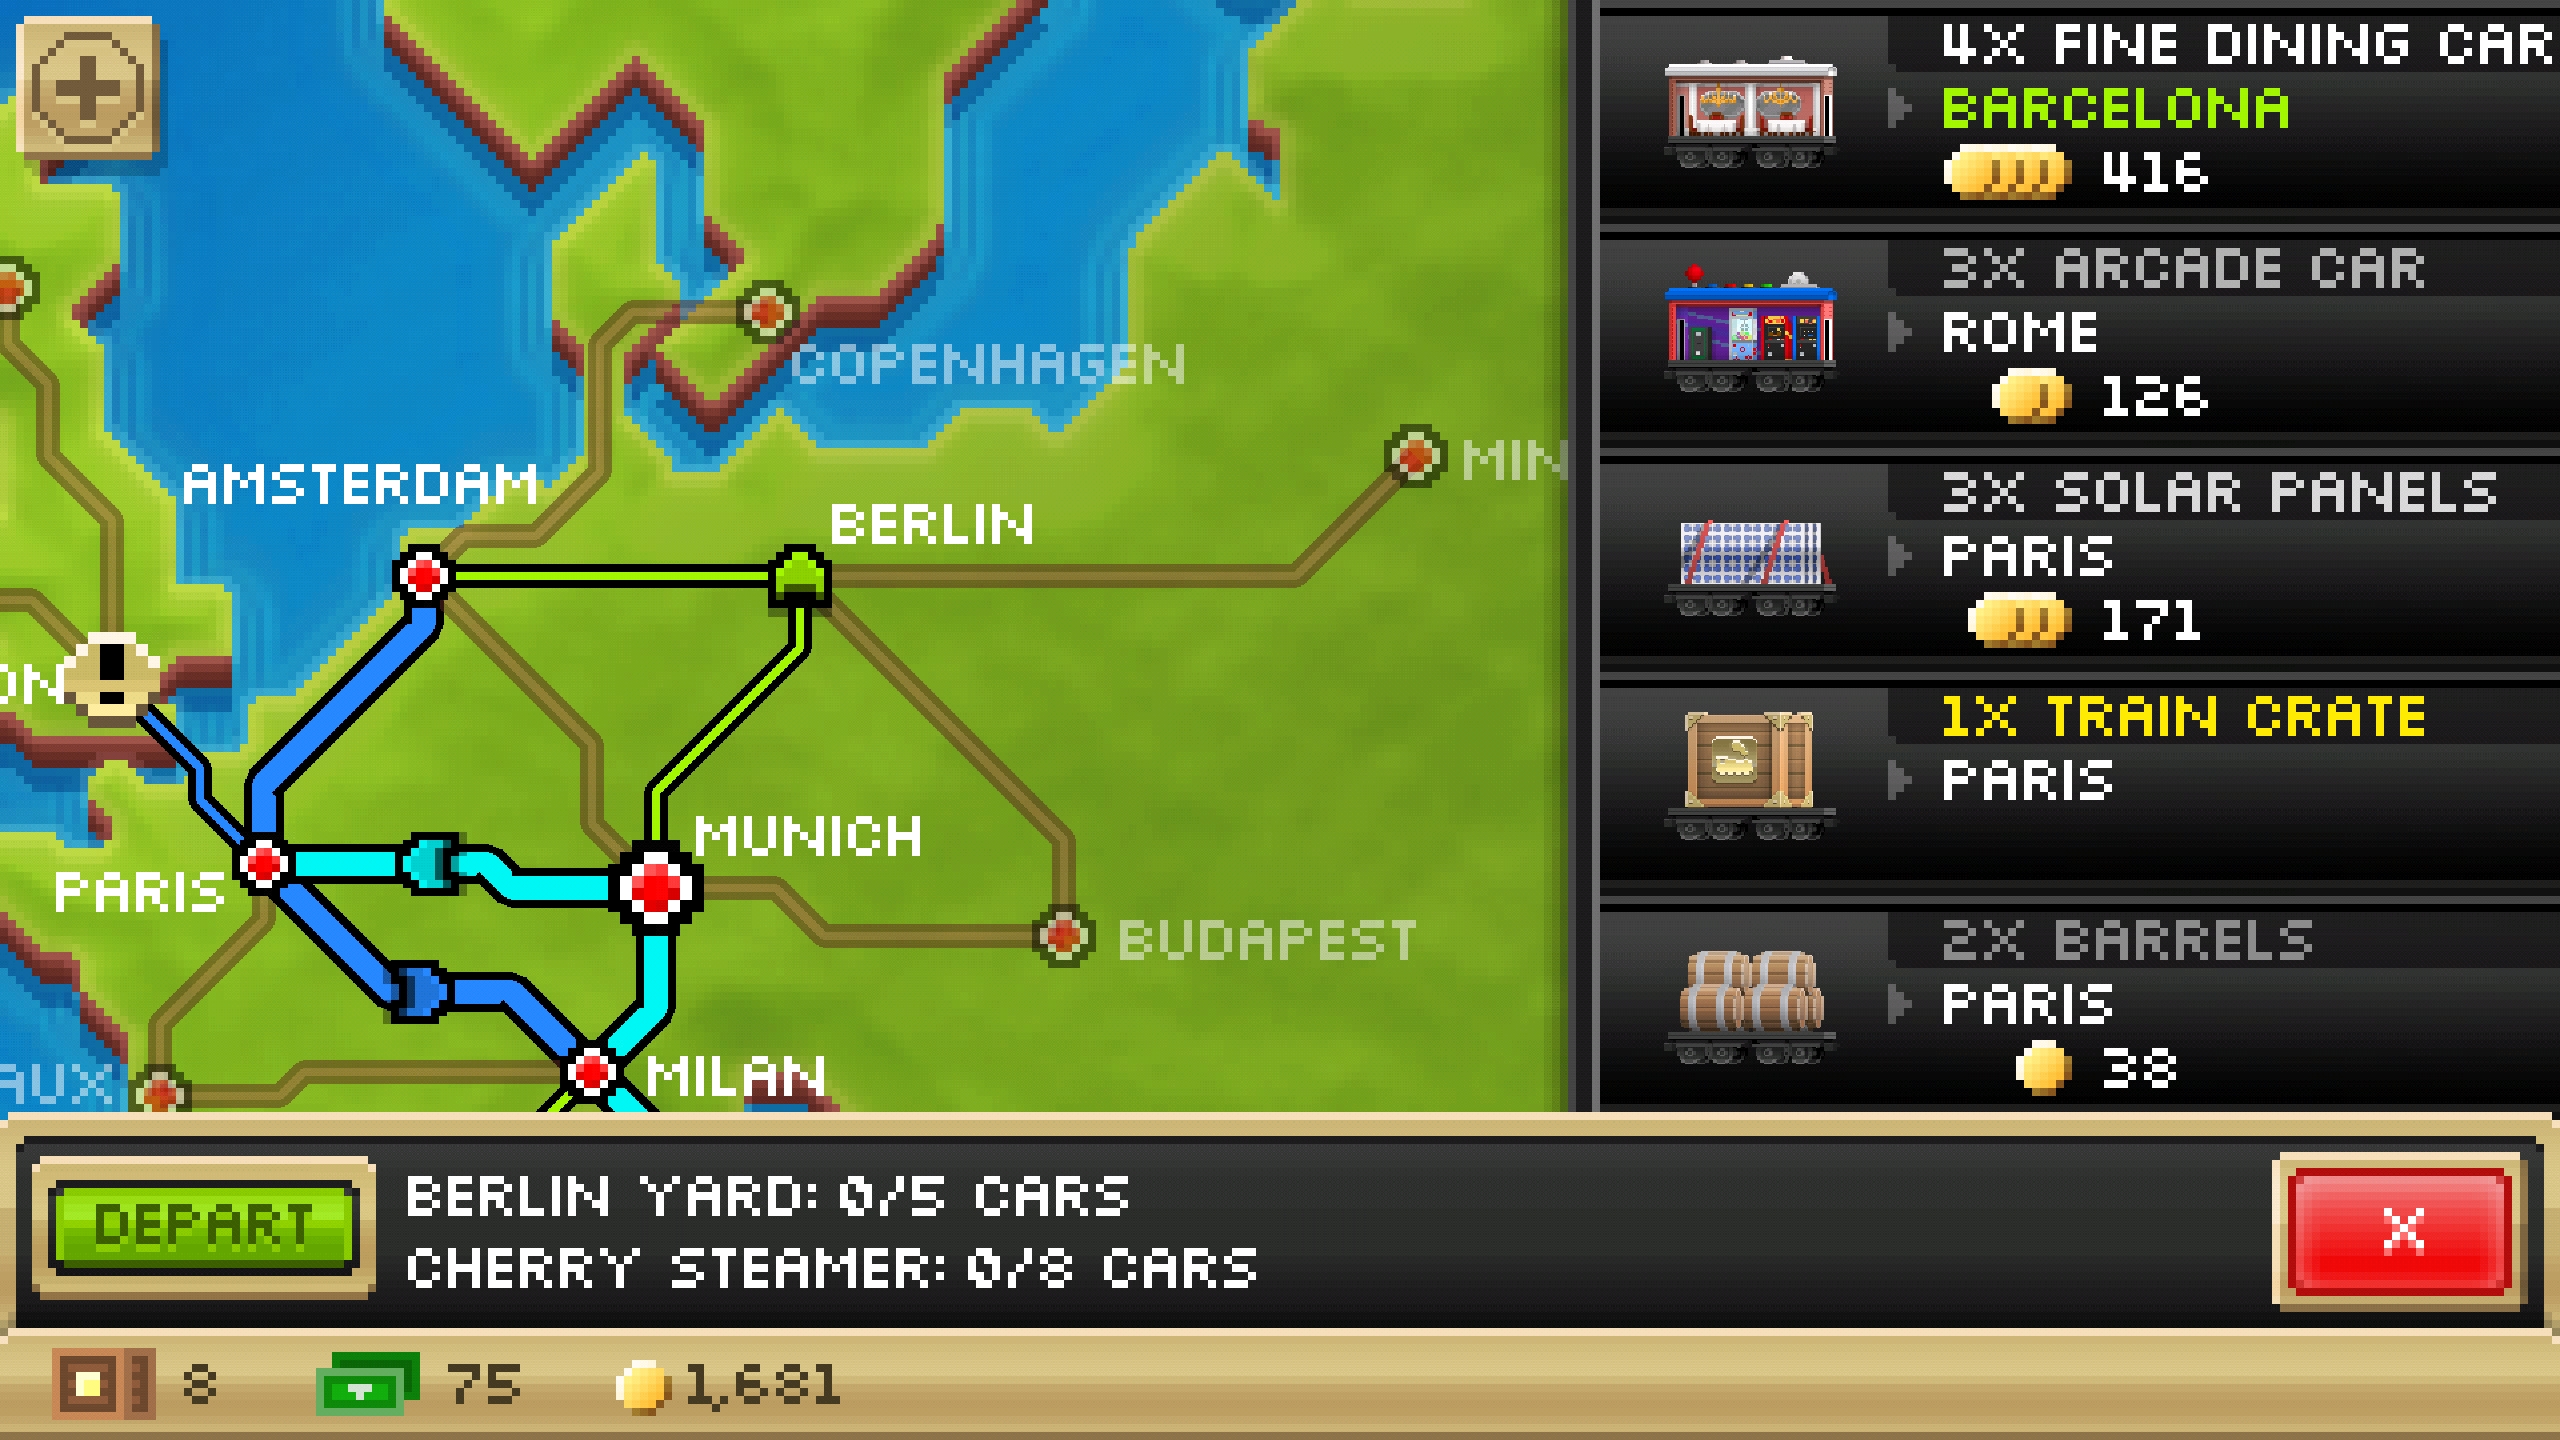 4X FINE DINING CAR
BARCELONA
416
3X ARCADE CAR
ROME
126
3X SOLAR PANELS
PARIS
171
1X TRAIN CRATE
PARIS
2X BARRELS
PARIS
38
COPENHAGEN
MIN
AMSTERDAM
BERLIN
ON
!
MUNICH
PARIS
BUDAPEST
AUX
MILAN
DEPART
BERLIN YARD: 0/5 CARS
CHERRY STEAMER: 0/8 CARS
X
8
75
1,681